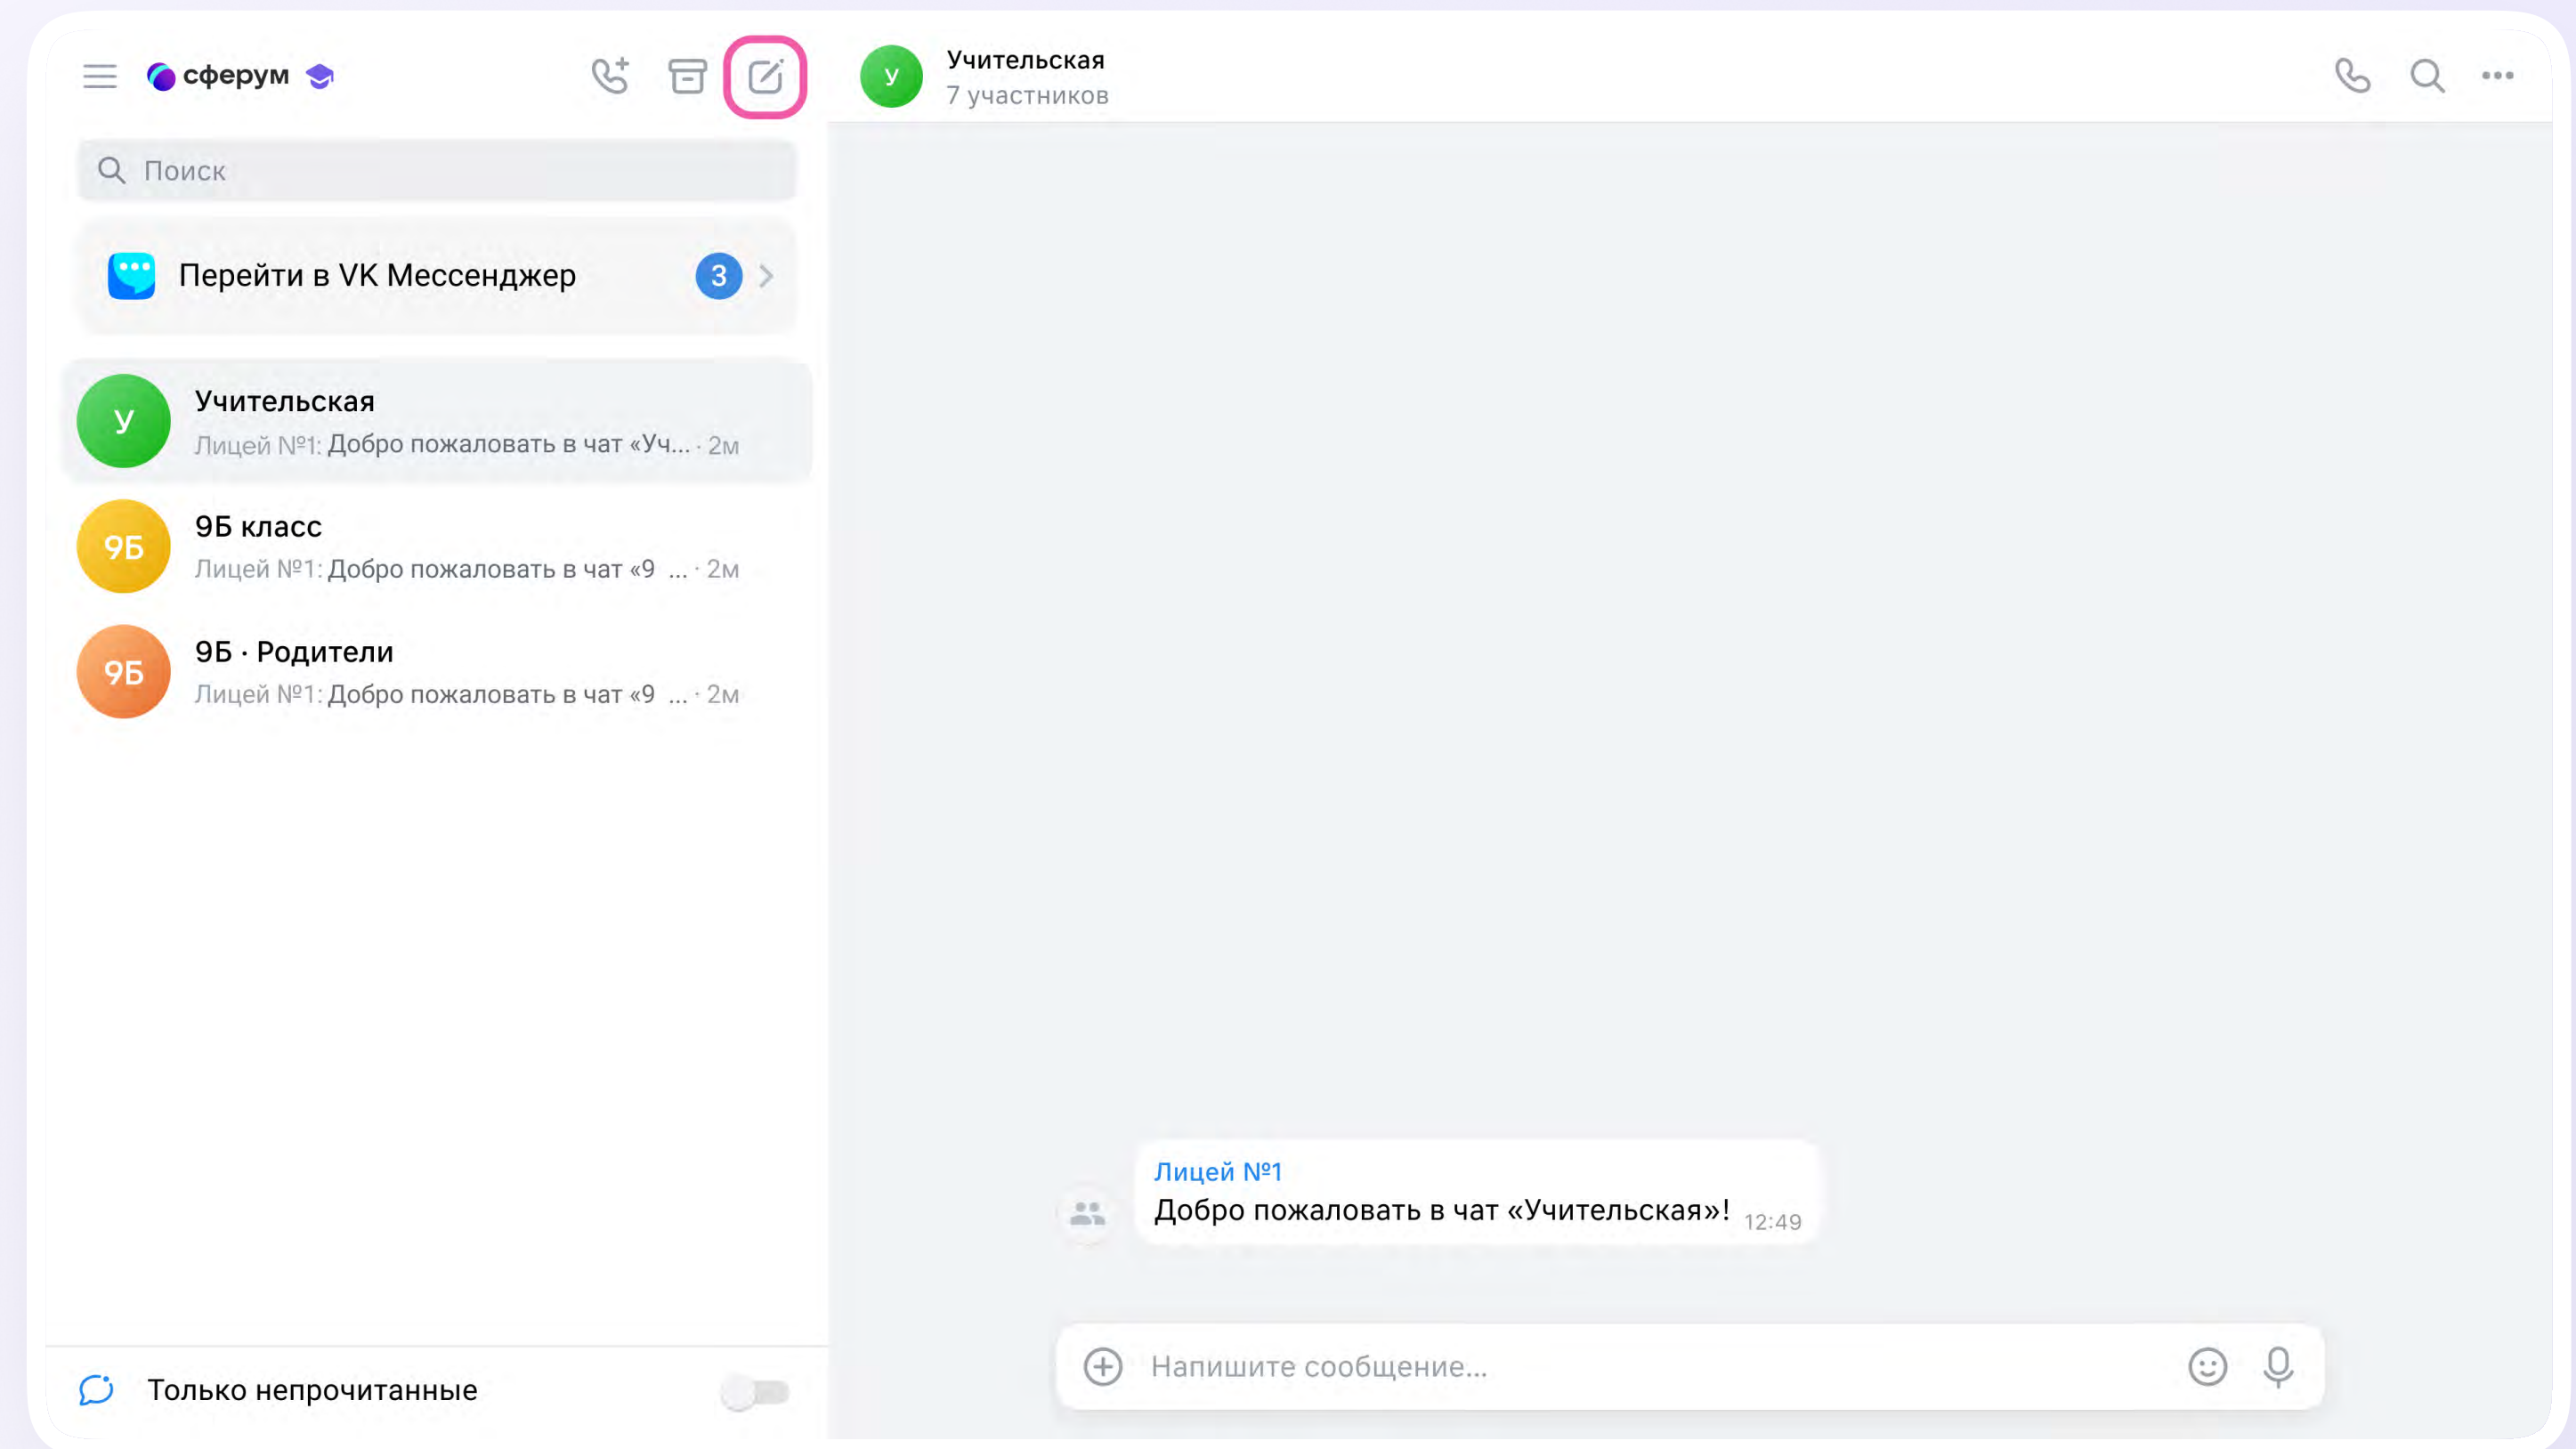 сферум
Поиск
Перейти в VK Мессенджер
3
У
Учительская
Лицей №1: Добро пожаловать в чат «Уч... · 2м
9Б
9Б класс
Лицей №1: Добро пожаловать в чат «9 ... · 2м
9Б
9Б · Родители
Лицей №1: Добро пожаловать в чат «9 ... · 2м
Только непрочитанные
У
Учительская
7 участников
Лицей №1
Добро пожаловать в чат «Учительская»! 12:49
Напишите сообщение...